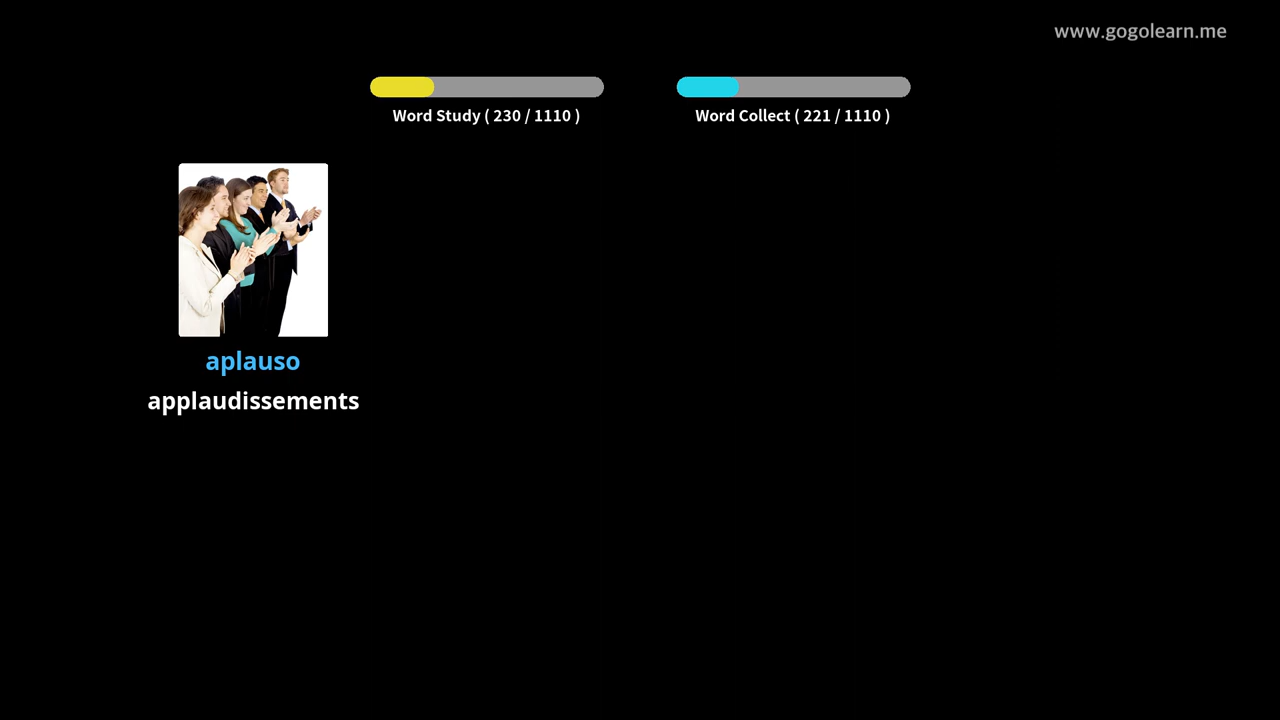 www.gogolearn.me
Word Study ( 230 / 1110 )
Word Collect ( 221 / 1110 )
aplauso
applaudissements